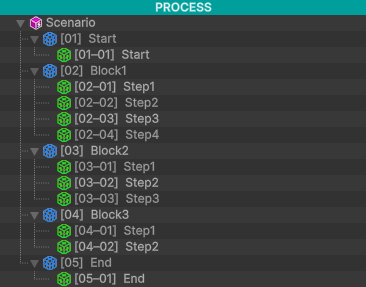 PROCESS
Scenario
[01] Start
[01–01] Start
[02] Block1
[02–01] Step1
[02–02] Step2
[02–03] Step3
[02–04] Step4
[03] Block2
[03–01] Step1
[03–02] Step2
[03–03] Step3
[04] Block3
[04–01] Step1
[04–02] Step2
[05] End
[05–01] End